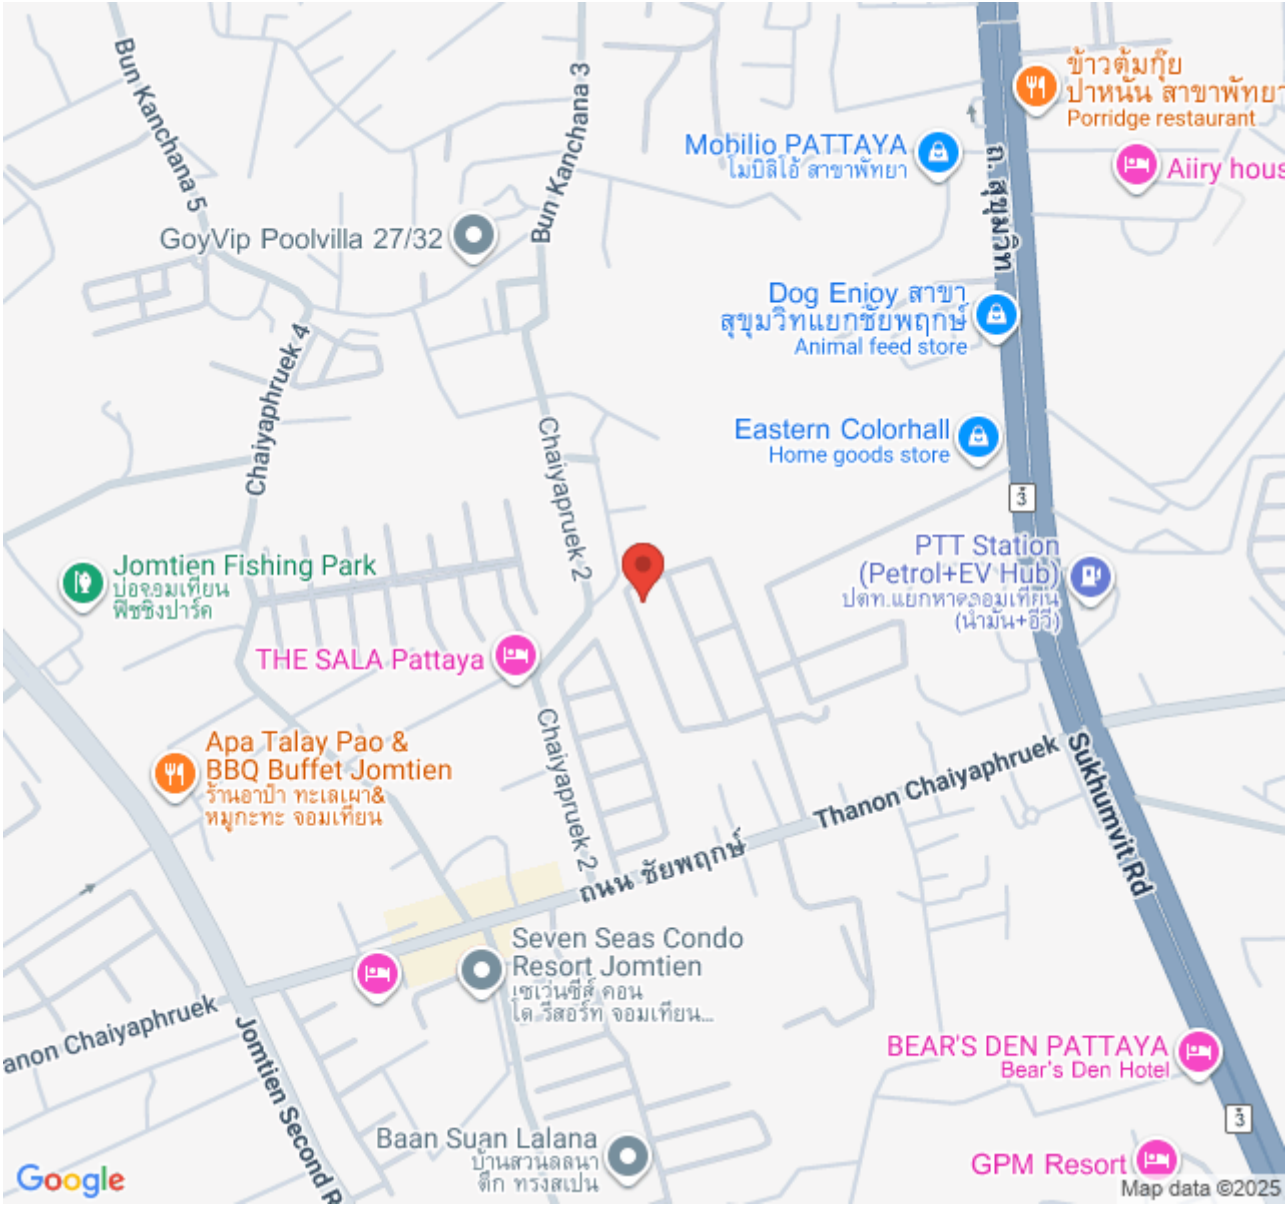 Bun Kanchana 5
Bun Kanchana 3
ข้าวต้มกุ๊ย
ป่าหนัน สาขาพัทยา
Porridge restaurant
Mobilio PATTAYA
โมบิลิโอ้ สาขาพัทยา
Aiiry hous
ถ. สุขุมวิท
GoyVip Poolvilla 27/32
Dog Enjoy สาขา
สุขุมวิทแยกชัยพฤกษ์
Animal feed store
Chaiyaphruek 4
Chaiyapruek 2
Eastern Colorhall
Home goods store
3
PTT Station
(Petrol+EV Hub)
ปตท.แยกหาดจอมเทียน
(น้ำมัน+อีวี)
Jomtien Fishing Park
บ่อจอมเทียน
ฟิชชิงปาร์ค
THE SALA Pattaya
Chaiyapruek 2
Apa Talay Pao &
BBQ Buffet Jomtien
ร้านอาป๋า ทะเลเผา&
หมูกะทะ จอมเทียน
Thanon Chaiyaphruek
Sukhumvit Rd
ถนน ชัยพฤกษ์
Seven Seas Condo
Resort Jomtien
เซเว่นซีส์ คอน
โด รีสอร์ท จอมเทียน...
anon Chaiyaphruek
Jomtien Second R
BEAR'S DEN PATTAYA
Bear's Den Hotel
3
Baan Suan Lalana
บ้านสวนลลนา
ตึก ทรงสเปน
GPM Resort
Google
Map data ©2025